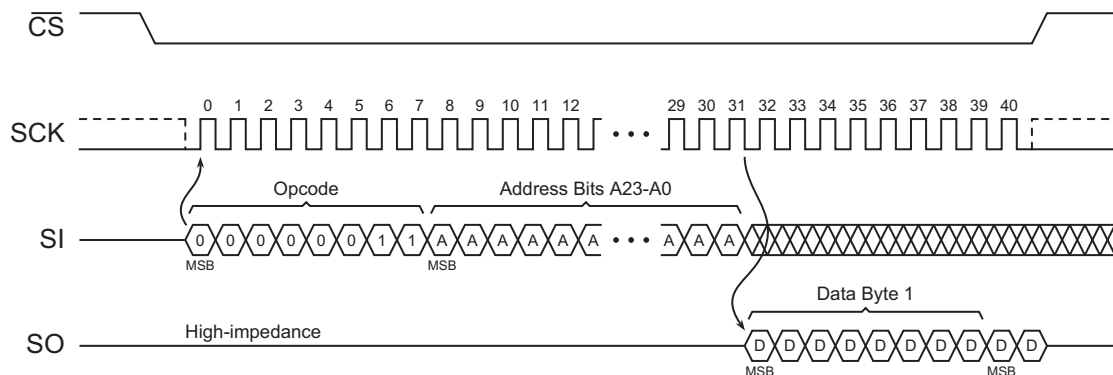 CS
0 1 2 3 4 5 6 7 8 9 10 11 12 29 30 31 32 33 34 35 36 37 38 39 40
SCK
Opcode Address Bits A23-A0
SI 0 0 0 0 0 0 1 1 A A A A A A A A A
MSB MSB
Data Byte 1
High-impedance
SO D D D D D D D D D D
MSB MSB